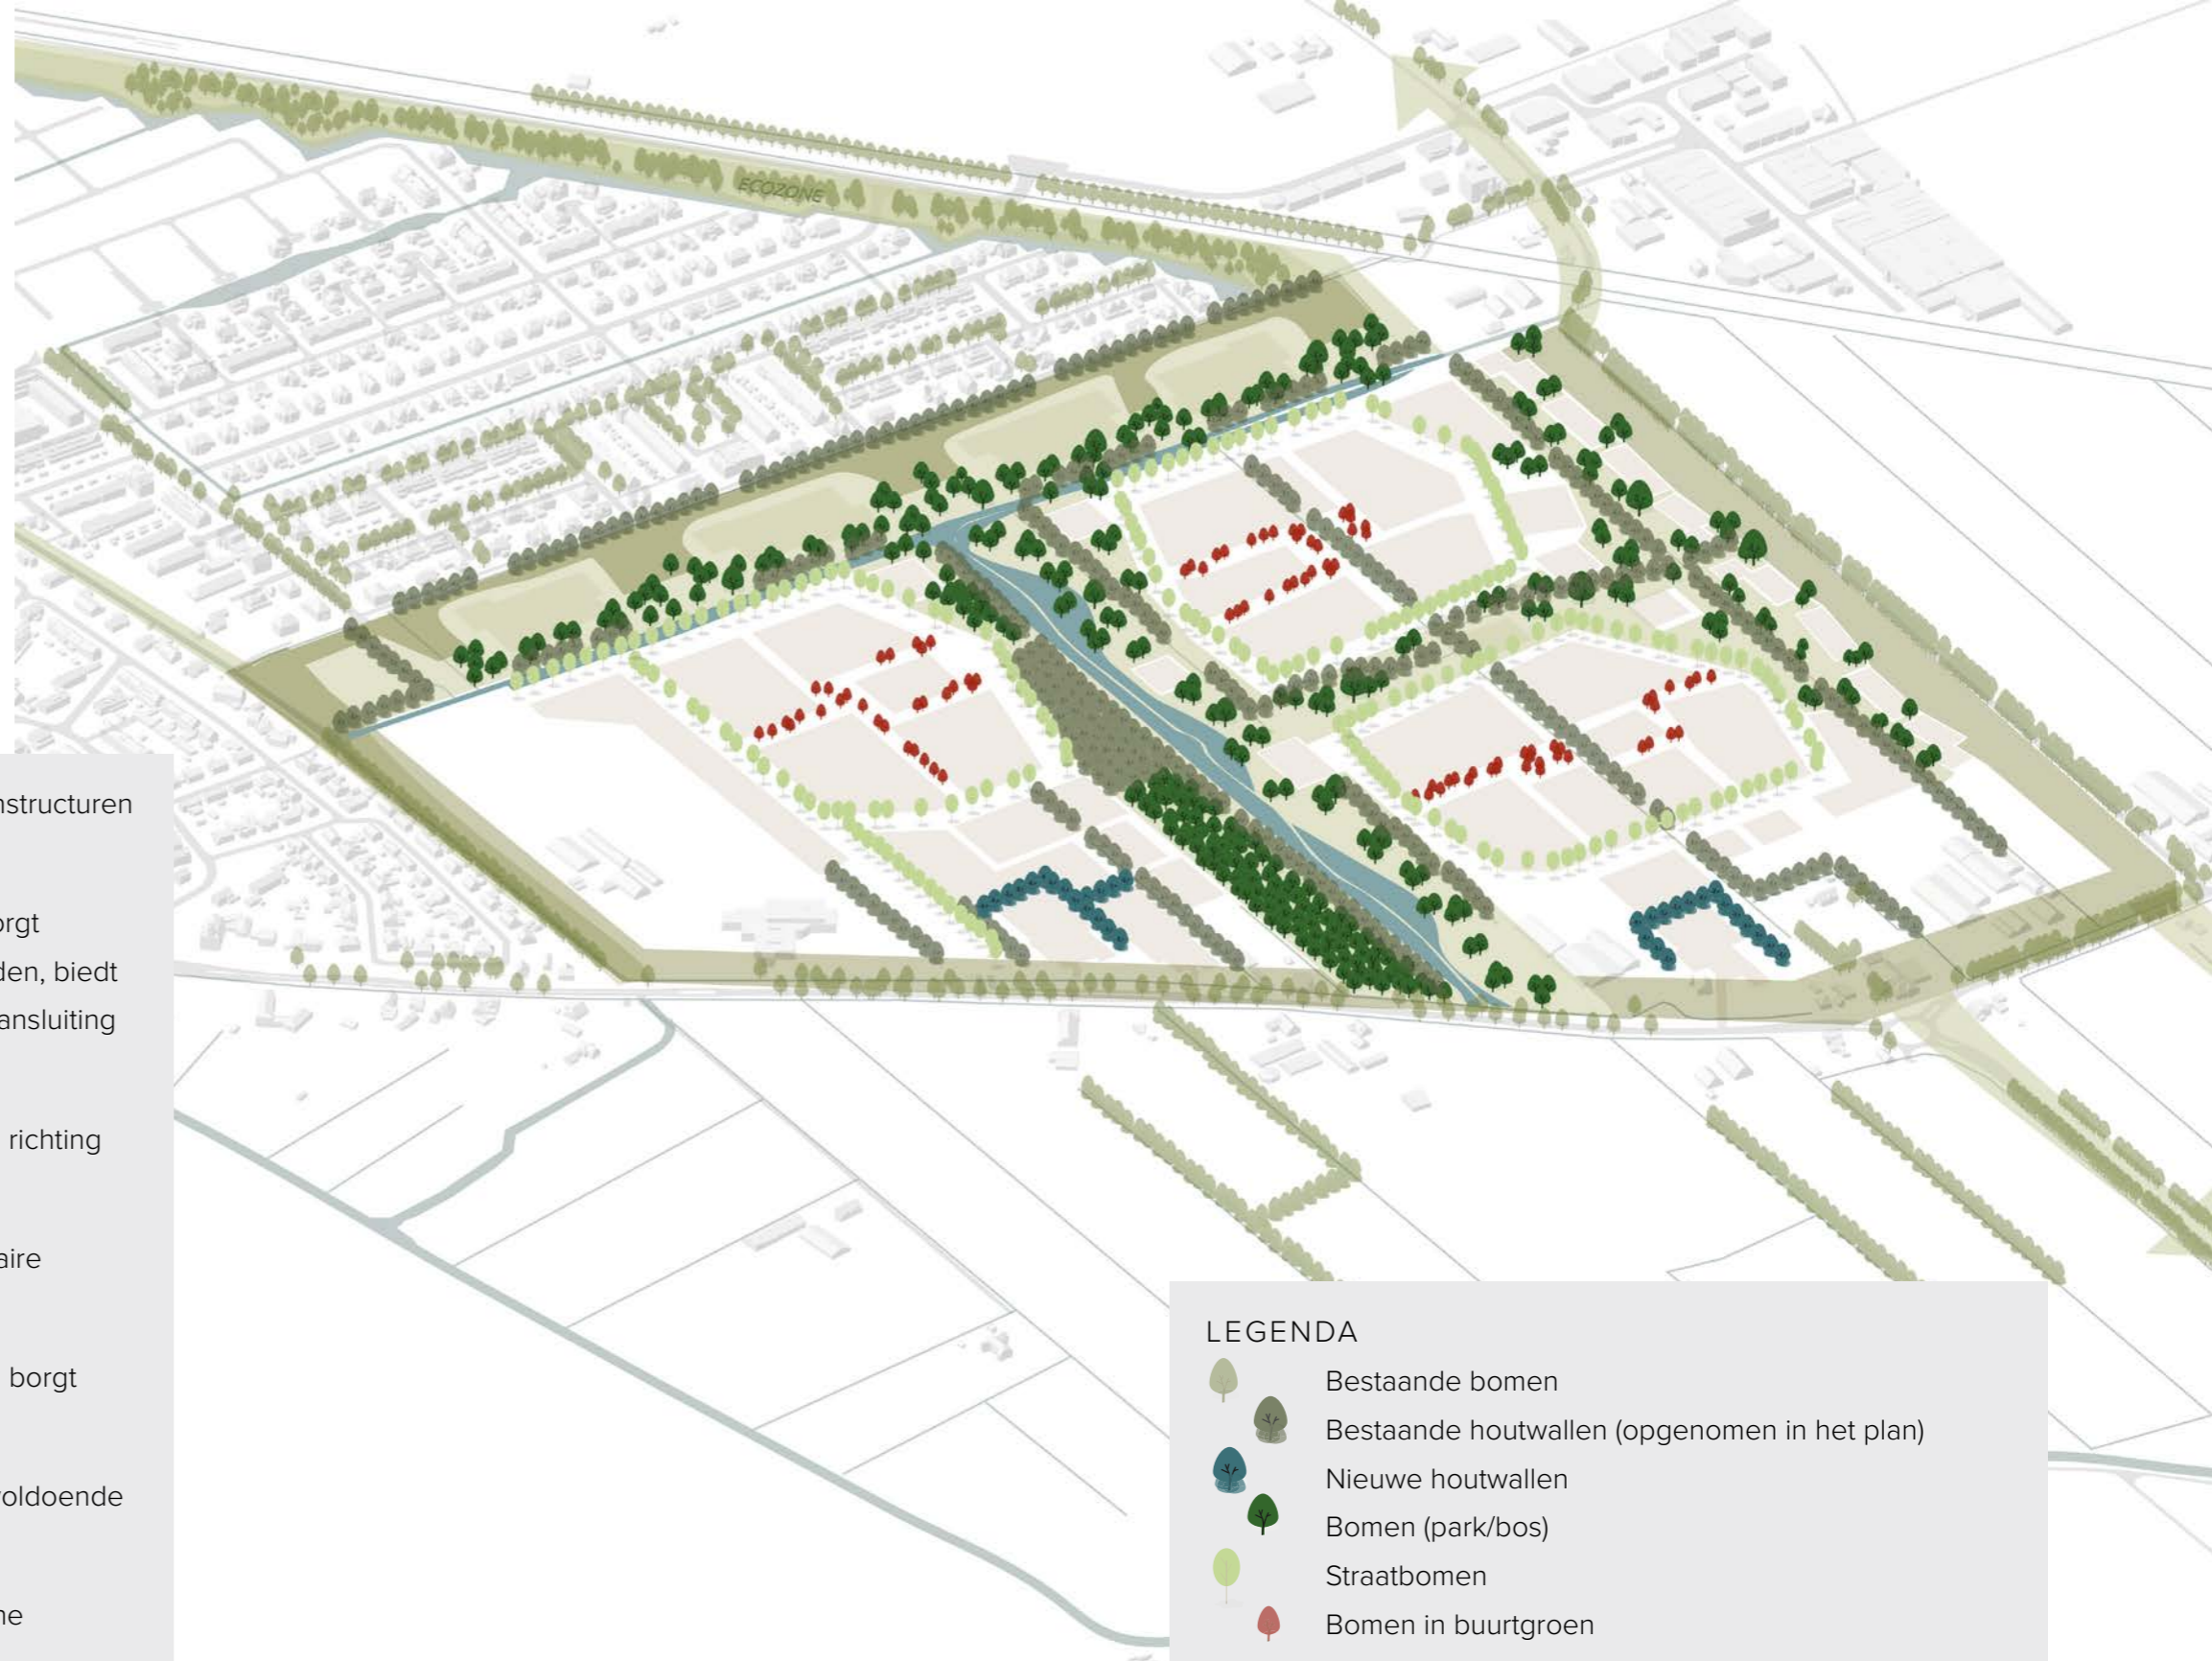 ECOZONE
nstructuren
orgt
den, biedt
ansluiting
richting
aire
borgt
voldoende
ne
LEGENDA
Bestaande bomen
Bestaande houtwallen (opgenomen in het plan)
Nieuwe houtwallen
Bomen (park/bos)
Straatbomen
Bomen in buurtgroen